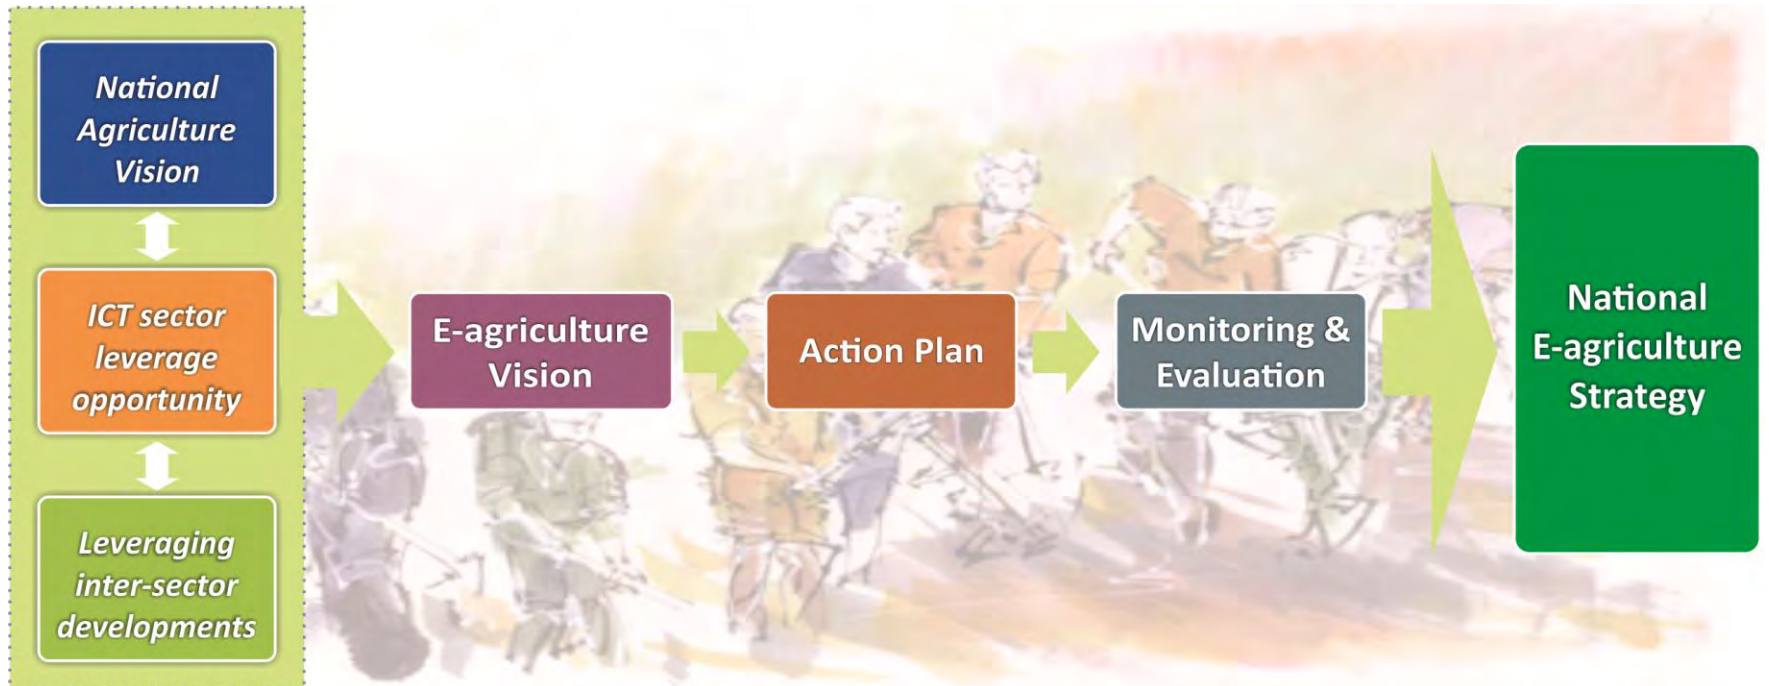 National
Agriculture
Vision
ICT sector
leverage
opportunity
Leveraging
inter-sector
developments
E-agriculture
Vision
Action Plan
Monitoring &
Evaluation
National
E-agriculture
Strategy